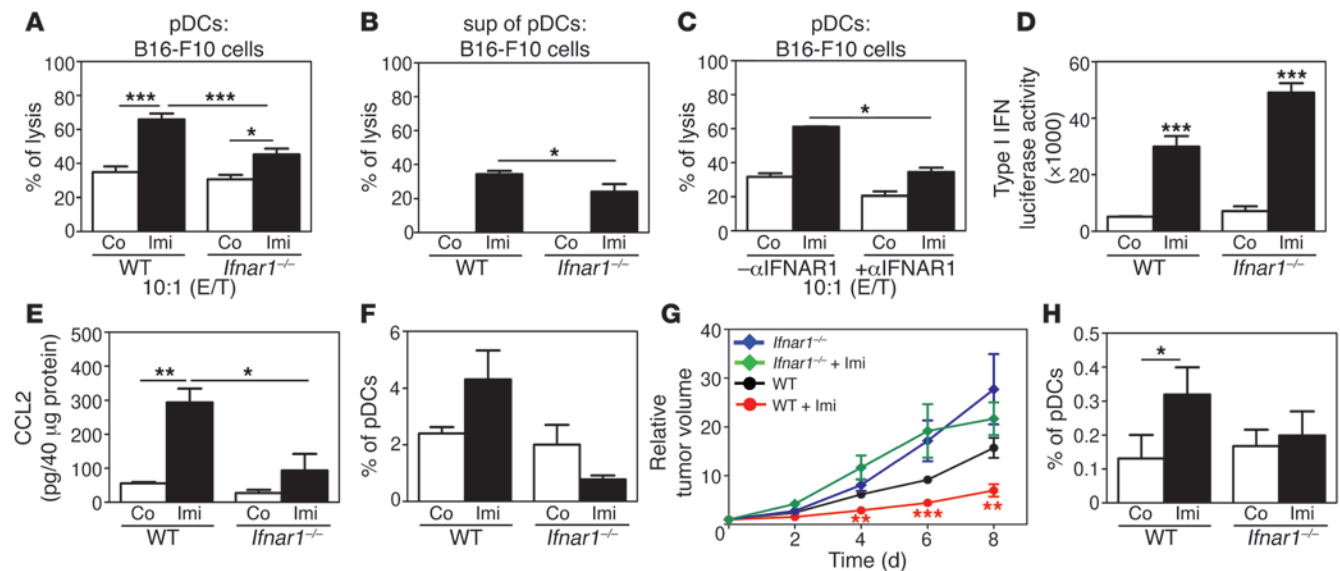 A
pDCs:
B16-F10 cells
% of lysis
100
80
60
40
20
0
***
***
*
Co Imi Co Imi
WT Ifnar1–/–
10:1 (E/T)
B
sup of pDCs:
B16-F10 cells
% of lysis
100
80
60
40
20
0
*
Co Imi Co Imi
WT Ifnar1–/–
C
pDCs:
B16-F10 cells
% of lysis
100
80
60
40
20
0
*
Co Imi Co Imi
–αIFNAR1 +αIFNAR1
10:1 (E/T)
D
Type I IFN
luciferase activity
(×1000)
60
40
20
0
***
***
Co Imi Co Imi
WT Ifnar1–/–
E
CCL2
(pg/40 μg protein)
500
400
300
200
100
0
**
*
Co Imi Co Imi
WT Ifnar1–/–
F
% of pDCs
6
4
2
0
Co Imi Co Imi
WT Ifnar1–/–
G
Relative
tumor volume
40
30
20
10
0
Ifnar1–/–
Ifnar1–/– + Imi
WT
WT + Imi
**
***
**
2 4 6 8
Time (d)
H
% of pDCs
0.5
0.4
0.3
0.2
0.1
0
*
Co Imi Co Imi
WT Ifnar1–/–